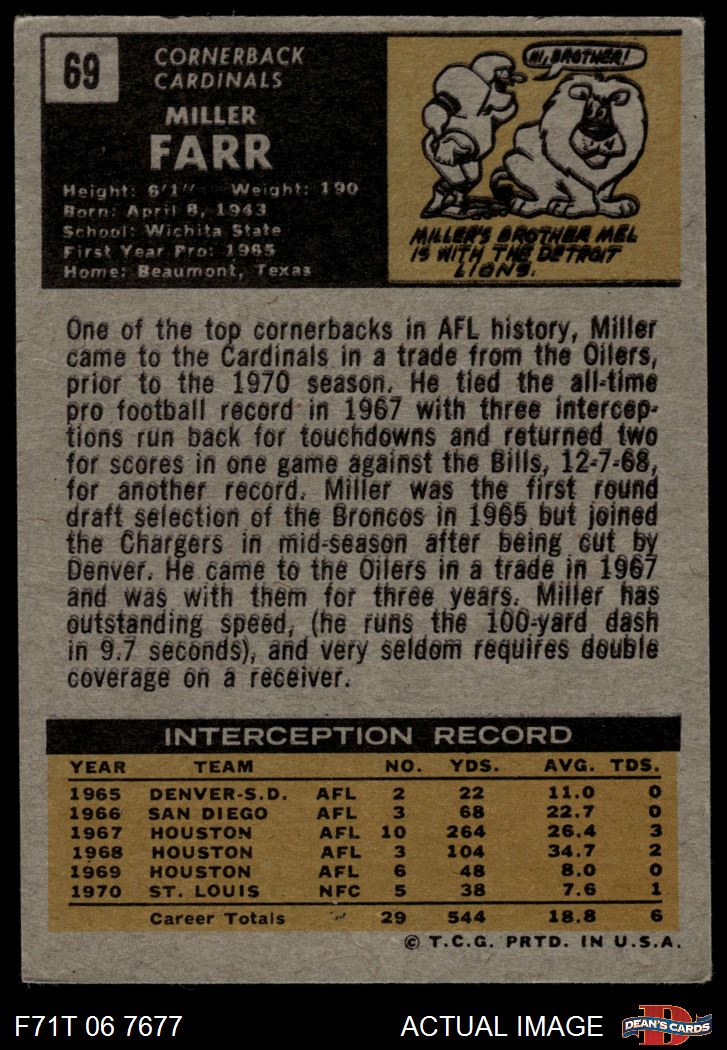 69
CORNERBACK
CARDINALS
MILLER
FARR
Height: 6'1" Weight: 190
Born: April 8, 1943
School: Wichita State
First Year Pro: 1965
Home: Beaumont, Texas
HI, BROTHER!
MILLER'S BROTHER MEL
IS WITH THE DETROIT
LIONS.
One of the top cornerbacks in AFL history, Miller
came to the Cardinals in a trade from the Oilers,
prior to the 1970 season. He tied the all-time
pro football record in 1967 with three intercep-
tions run back for touchdowns and returned two
for scores in one game against the Bills, 12-7-68,
for another record. Miller was the first round
draft selection of the Broncos in 1965 but joined
the Chargers in mid-season after being cut by
Denver. He came to the Oilers in a trade in 1967
and was with them for three years. Miller has
outstanding speed, (he runs the 100-yard dash
in 9.7 seconds), and very seldom requires double
coverage on a receiver.
INTERCEPTION RECORD
YEAR TEAM NO. YDS. AVG. TDS.
1965 DENVER-S.D. AFL 2 22 11.0 0
1966 SAN DIEGO AFL 3 68 22.7 0
1967 HOUSTON AFL 10 264 26.4 3
1968 HOUSTON AFL 3 104 34.7 2
1969 HOUSTON AFL 6 48 8.0 0
1970 ST. LOUIS NFC 5 38 7.6 1
Career Totals 29 544 18.8 6
© T.C.G. PRTD. IN U.S.A.
F71T 06 7677 ACTUAL IMAGE D DEAN'S CARDS